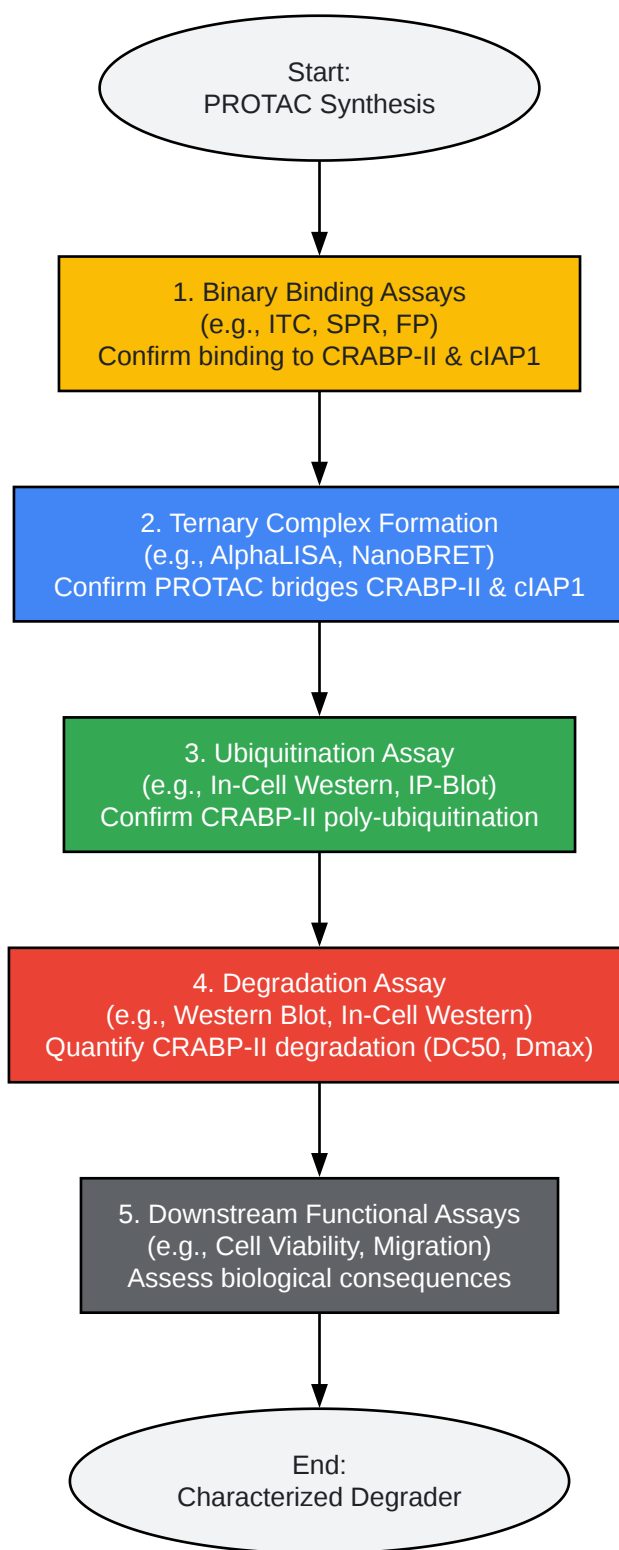 Start:
PROTAC Synthesis
1. Binary Binding Assays
(e.g., ITC, SPR, FP)
Confirm binding to CRABP-II & cIAP1
2. Ternary Complex Formation
(e.g., AlphaLISA, NanoBRET)
Confirm PROTAC bridges CRABP-II & cIAP1
3. Ubiquitination Assay
(e.g., In-Cell Western, IP-Blot)
Confirm CRABP-II poly-ubiquitination
4. Degradation Assay
(e.g., Western Blot, In-Cell Western)
Quantify CRABP-II degradation (DC50, Dmax)
5. Downstream Functional Assays
(e.g., Cell Viability, Migration)
Assess biological consequences
End:
Characterized Degrader